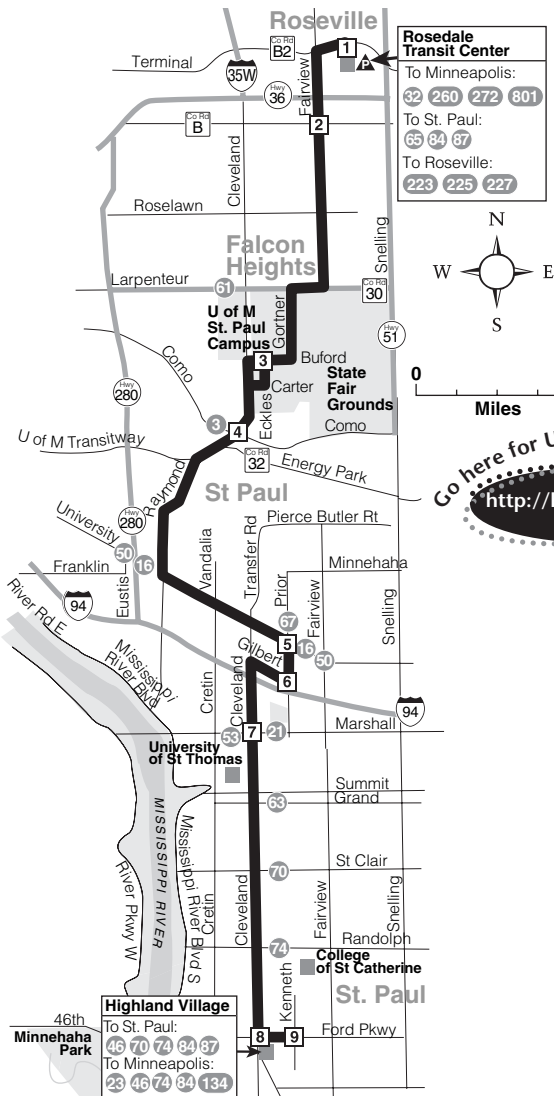 Roseville
Co Rd
B2
1
Terminal
Fairview
P
Rosedale
Transit Center
To Minneapolis:
32 260 272 801
To St. Paul:
65 84 87
To Roseville:
223 225 227
35W
Hwy
36
Co Rd
B
2
Cleveland
Roselawn
Snelling
N
W E
S
Falcon
Heights
Larpenteur
61
Co Rd
30
U of M
St. Paul
Campus
Gortner
Hwy
51
3
Buford
Como
State
Fair
Grounds
Carter
Eckles
0
Miles
Hwy
280
3
4
Como
U of M Transitway
Co Rd
32
Energy Park
Go here for U
http://
Raymond
St Paul
University
Hwy
280
Pierce Butler Rt
Transfer Rd
Vandalia
50
16
Franklin
Eustis
Minnehaha
Prior
Fairview
Snelling
River Rd E
94
67
5
16
50
Gilbert
6
Mississippi
River Blvd
Cretin
Cleveland
94
7
53
21
Marshall
University
of St Thomas
Summit
Grand
63
MISSISSIPPI RIVER
Mississippi River Blvd S
River Pkwy W
St Clair
70
Cretin
Cleveland
Fairview
Snelling
Randolph
74
College
of St Catherine
St. Paul
Kenneth
Highland Village
To St. Paul:
46 70 74 84 87
To Minneapolis:
23 46 74 84 134
46th
Minnehaha
Park
8
9
Ford Pkwy